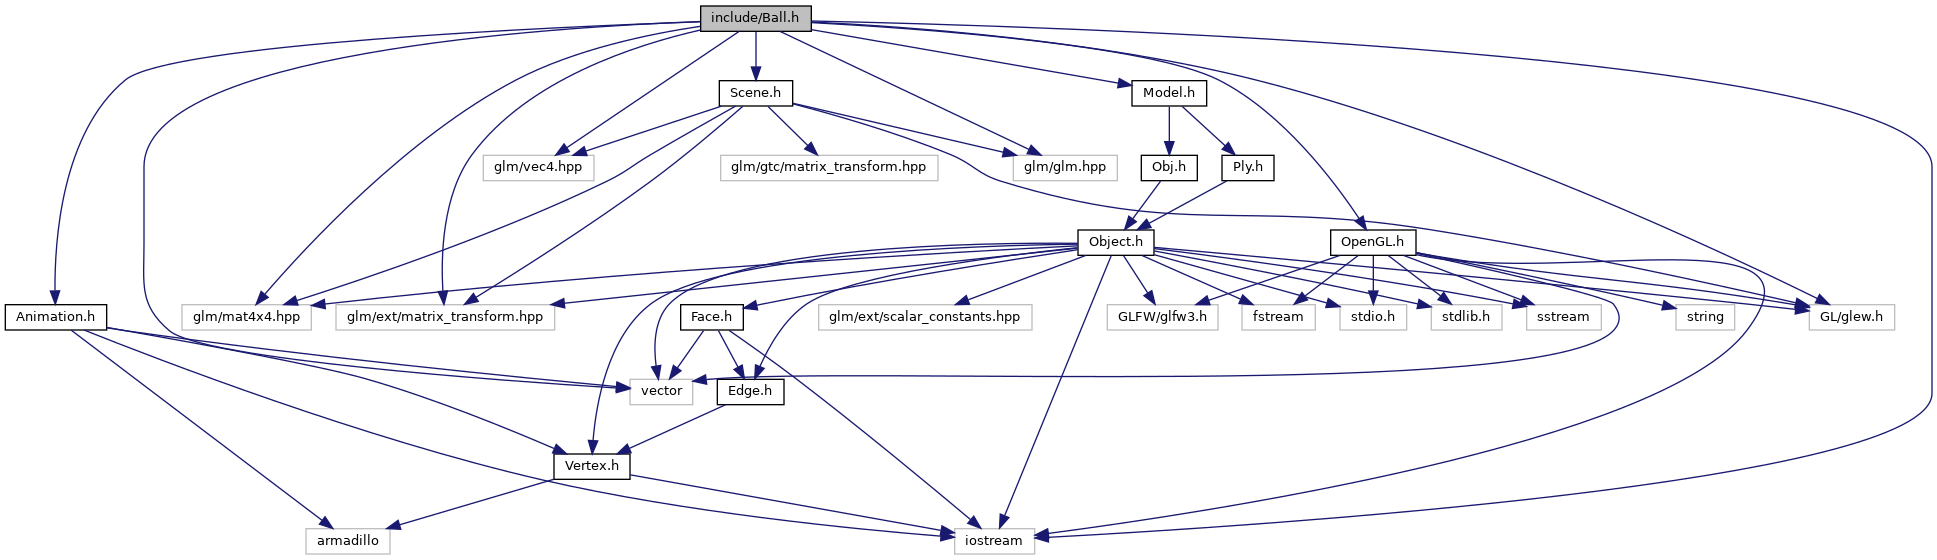 include/Ball.h
Scene.h
Model.h
glm/vec4.hpp
glm/gtc/matrix_transform.hpp
glm/glm.hpp
Obj.h
Ply.h
Object.h
OpenGL.h
Animation.h
glm/mat4x4.hpp
glm/ext/matrix_transform.hpp
Face.h
glm/ext/scalar_constants.hpp
GLFW/glfw3.h
fstream
stdio.h
stdlib.h
sstream
string
GL/glew.h
vector
Edge.h
Vertex.h
armadillo
iostream